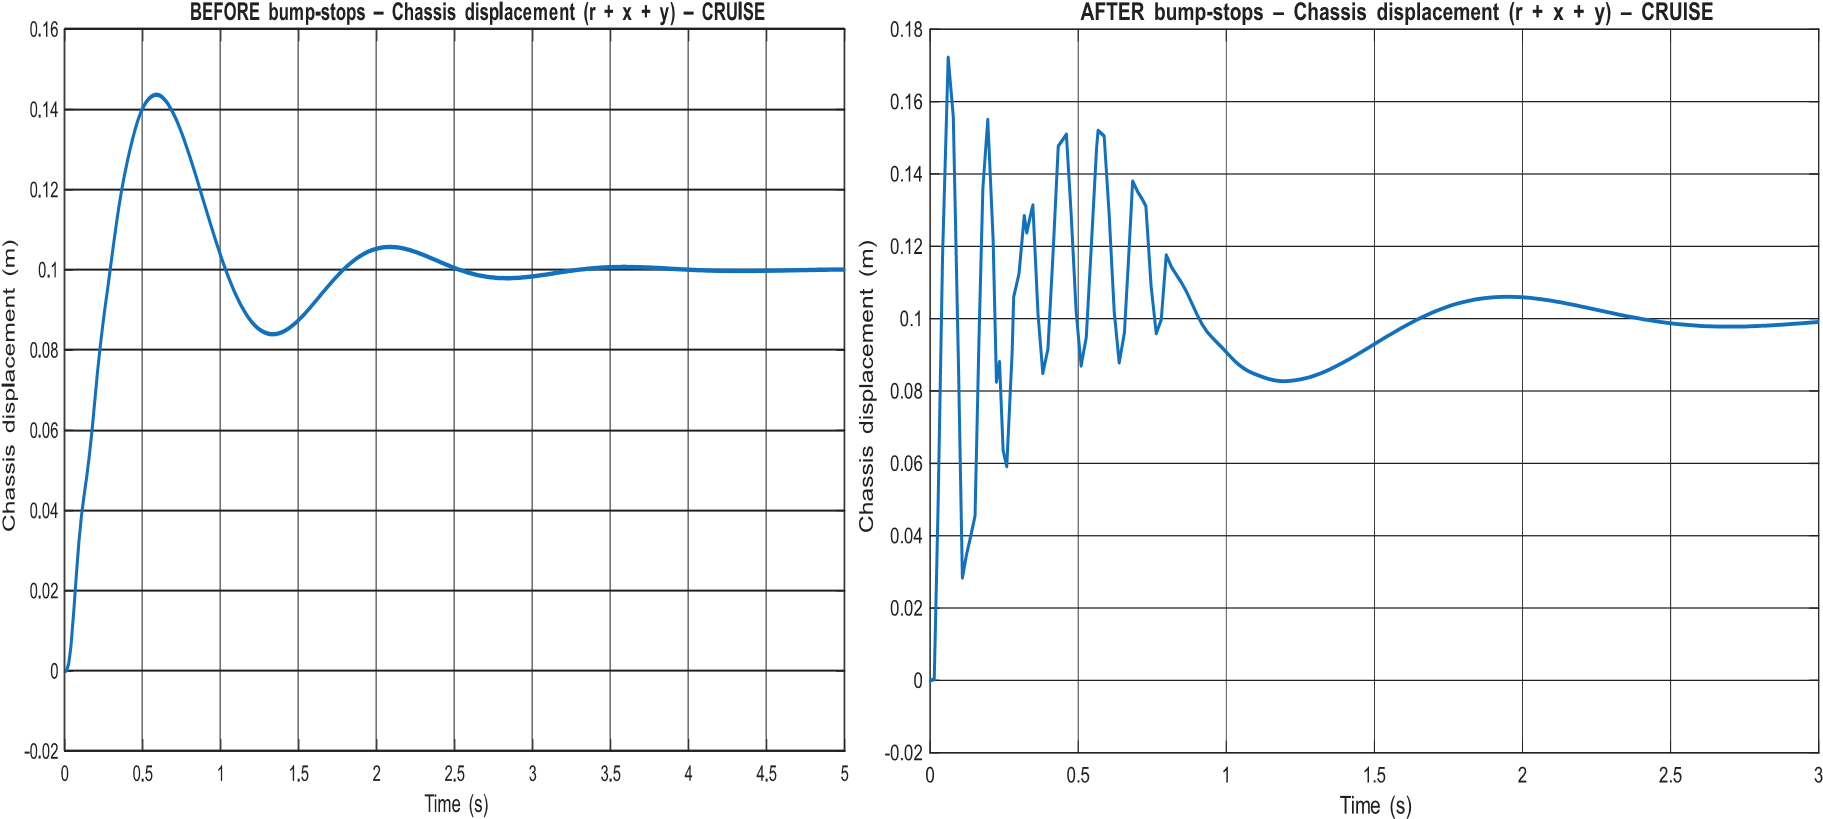 BEFORE bump-stops – Chassis displacement (r + x + y) – CRUISE
0.16
0.14
0.12
0.1
0.08
0.06
0.04
0.02
0
-0.02
Chassis displacement (m)
0 0.5 1 1.5 2 2.5 3 3.5 4 4.5 5
Time (s)
AFTER bump-stops – Chassis displacement (r + x + y) – CRUISE
0.18
0.16
0.14
0.12
0.1
0.08
0.06
0.04
0.02
0
-0.02
Chassis displacement (m)
0 0.5 1 1.5 2 2.5 3
Time (s)